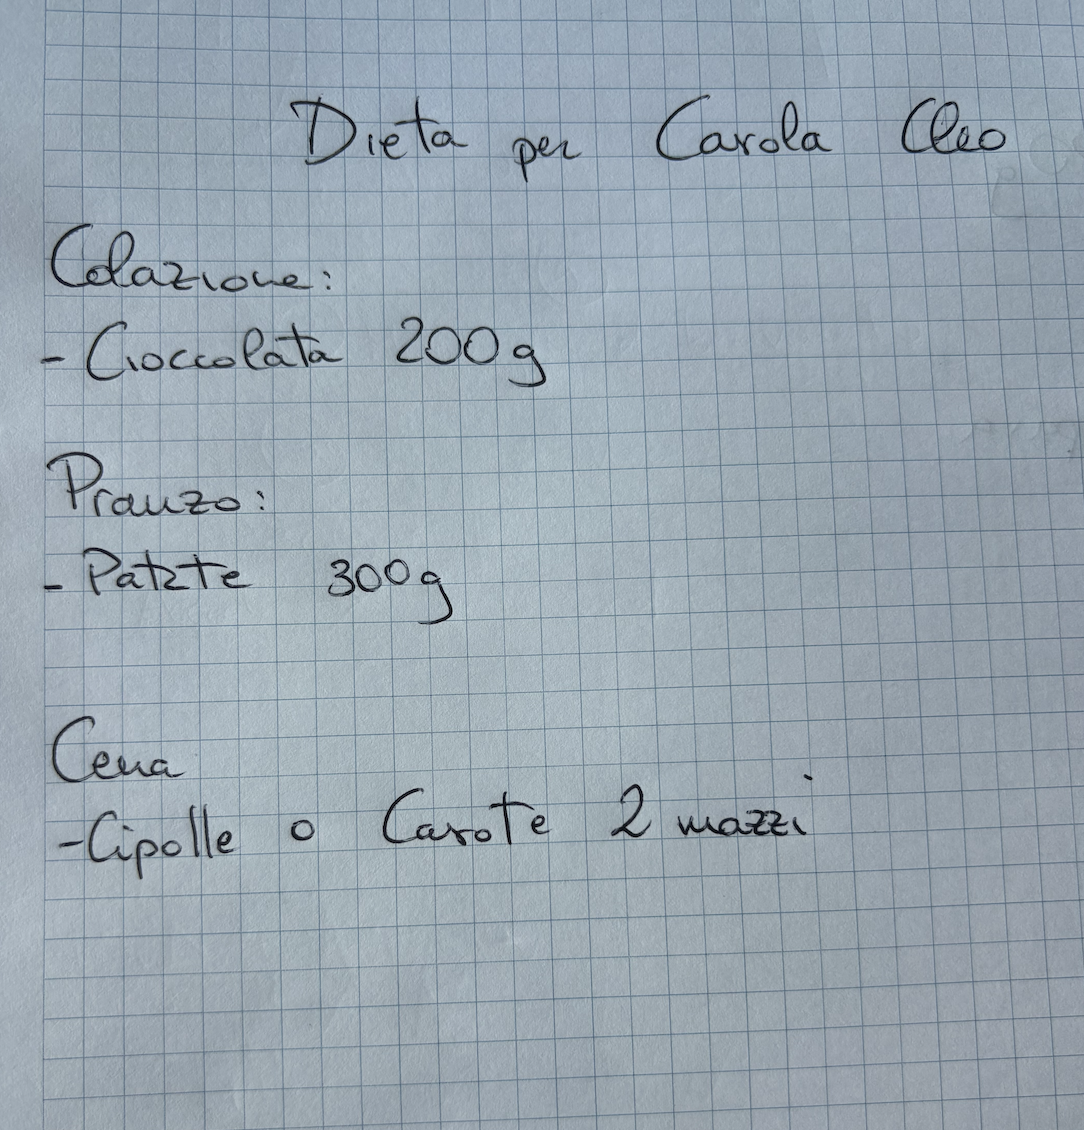 Dieta per Carola Cleo
Colazione:
- Cioccolata 200g
Pranzo:
- Patate 300g
Cena
- Cipolle o Carote 2 mazzi